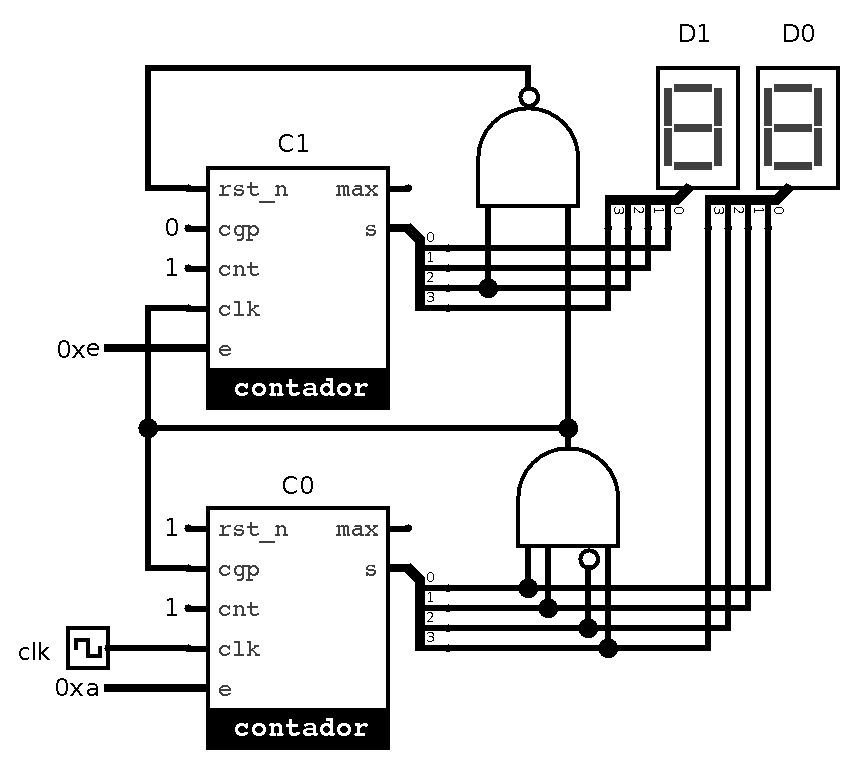 D1 D0
C1
rst_n max
0 cgp s
1 cnt
clk
0xe e
contador
0
1
2
3
3 2 1 0
3 2 1 0
C0
1 rst_n max
cgp s
1 cnt
clk clk
0xa e
contador
0
1
2
3